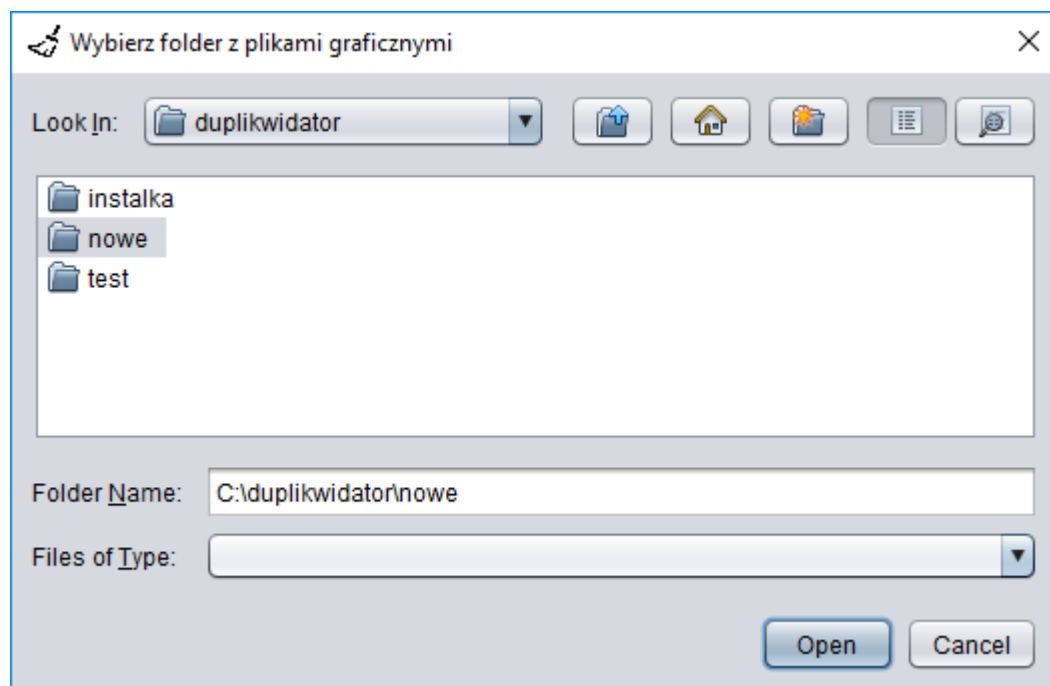 Wybierz folder z plikami graficznymi
Look In: duplikwidator
instalka
nowe
test
Folder Name: C:\duplikwidator\nowe
Files of Type:
Open Cancel